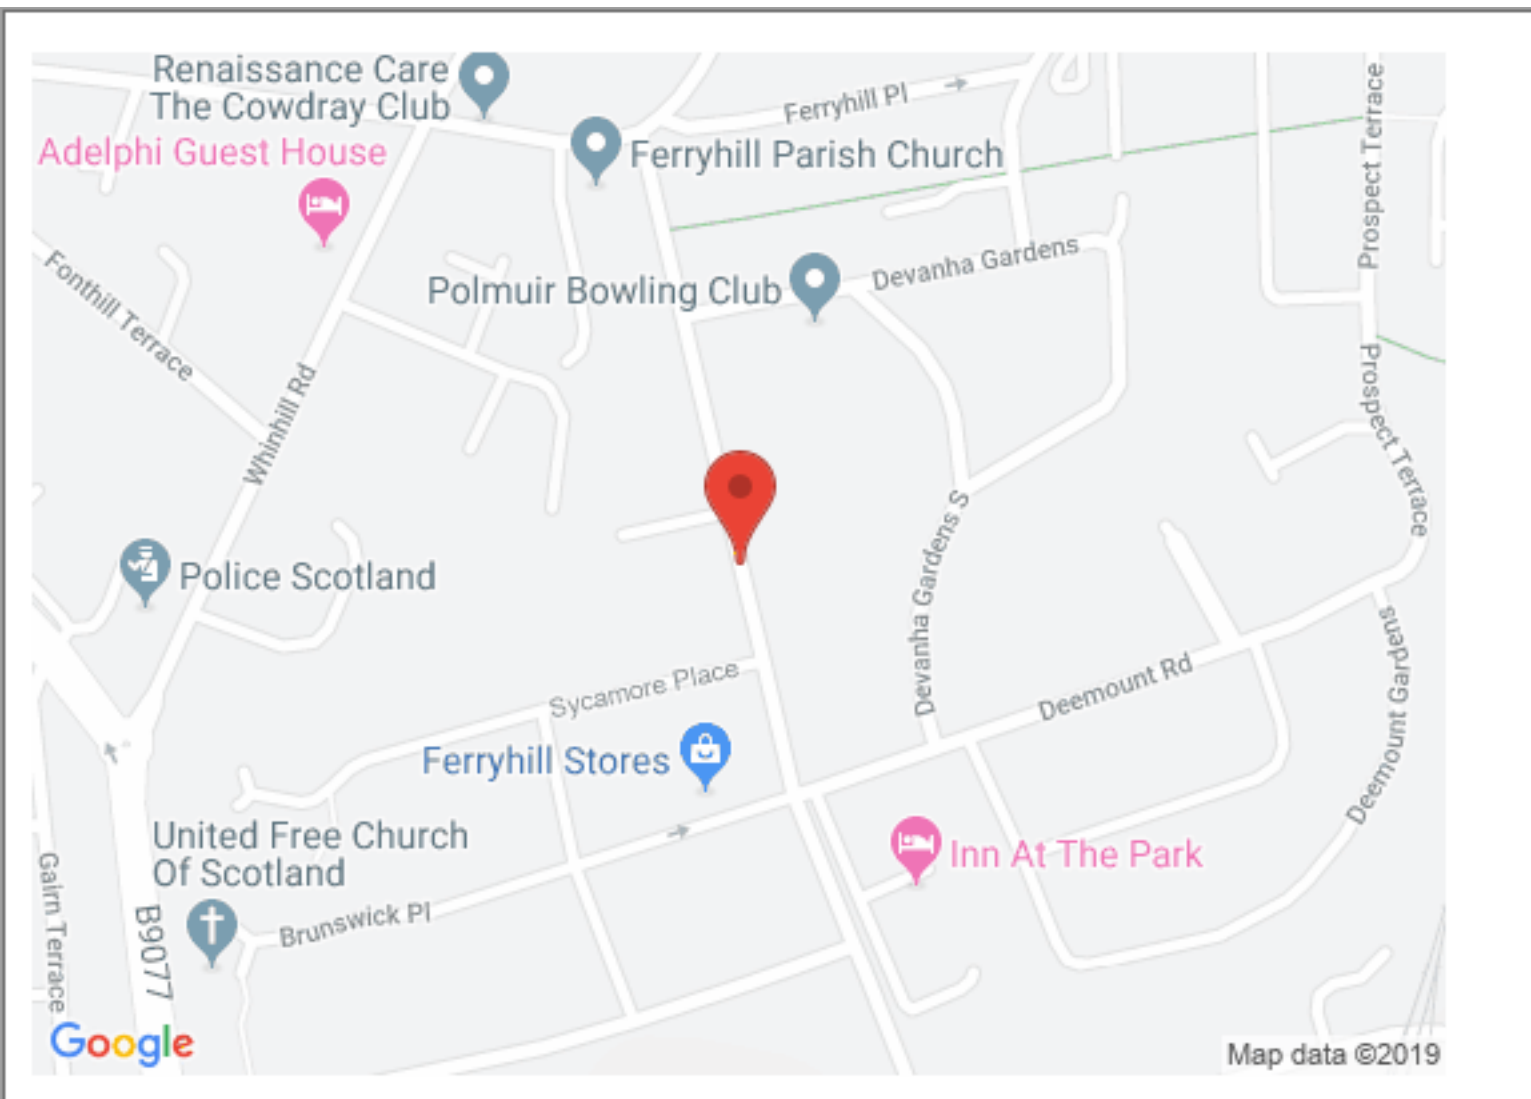 Renaissance Care
The Cowdray Club
Ferryhill Pl
Adelphi Guest House
Ferryhill Parish Church
Prospect Terrace
Fonthill Terrace
Polmuir Bowling Club
Devanha Gardens
Whinhill Rd
Prospect Terrace
Police Scotland
Devanha Gardens S
Sycamore Place
Deemount Rd
Deemount Gardens
Ferryhill Stores
United Free Church
Of Scotland
Inn At The Park
Gairn Terrace
B9077
Brunswick Pl
Google
Map data ©2019